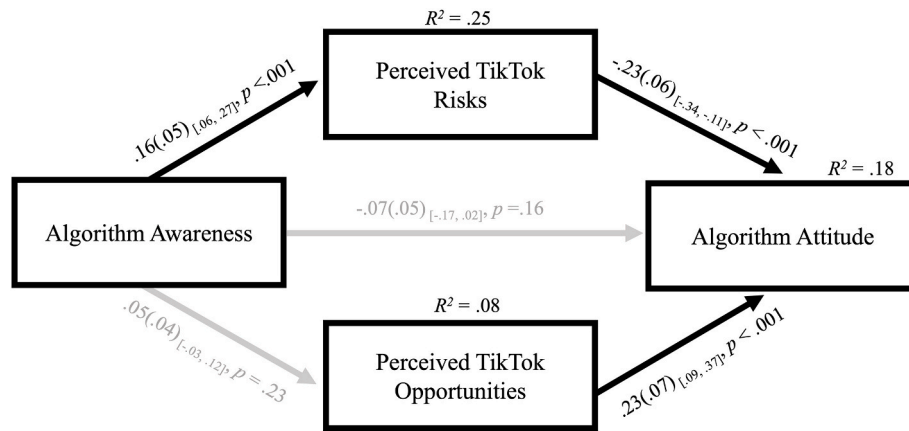 R² = .25
Perceived TikTok
Risks
.16(.05) [.06, .27], p <.001
-.23(.06) [-.34, -.11], p < .001
R² = .18
Algorithm Awareness
-.07(.05) [-.17, .02], p =.16
Algorithm Attitude
.05(.04) [-.03, .12], p = .23
R² = .08
Perceived TikTok
Opportunities
.23(.07) [.09, .37], p < .001